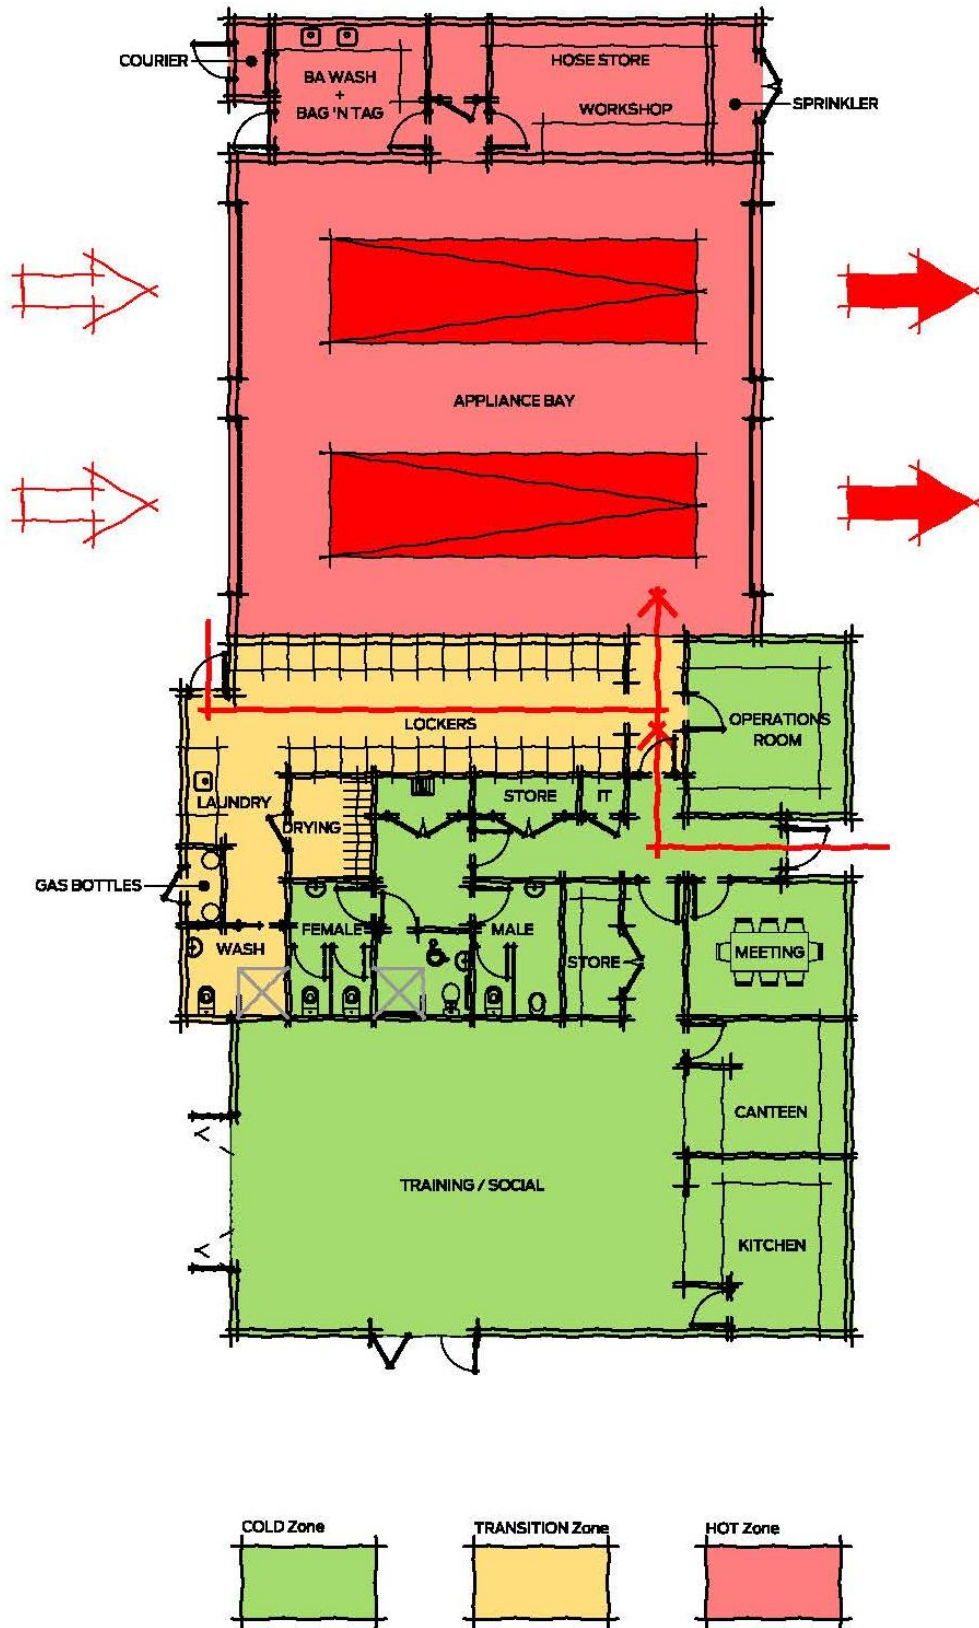 COURIER
BA WASH
+
BAG 'N TAG
HOSE STORE
WORKSHOP
SPRINKLER
APPLIANCE BAY
LOCKERS
OPERATIONS
ROOM
LAUNDRY
DRYING
STORE
IT
GAS BOTTLES
WASH
FEMALE
MALE
STORE
MEETING
CANTEEN
TRAINING / SOCIAL
KITCHEN
COLD Zone
TRANSITION Zone
HOT Zone